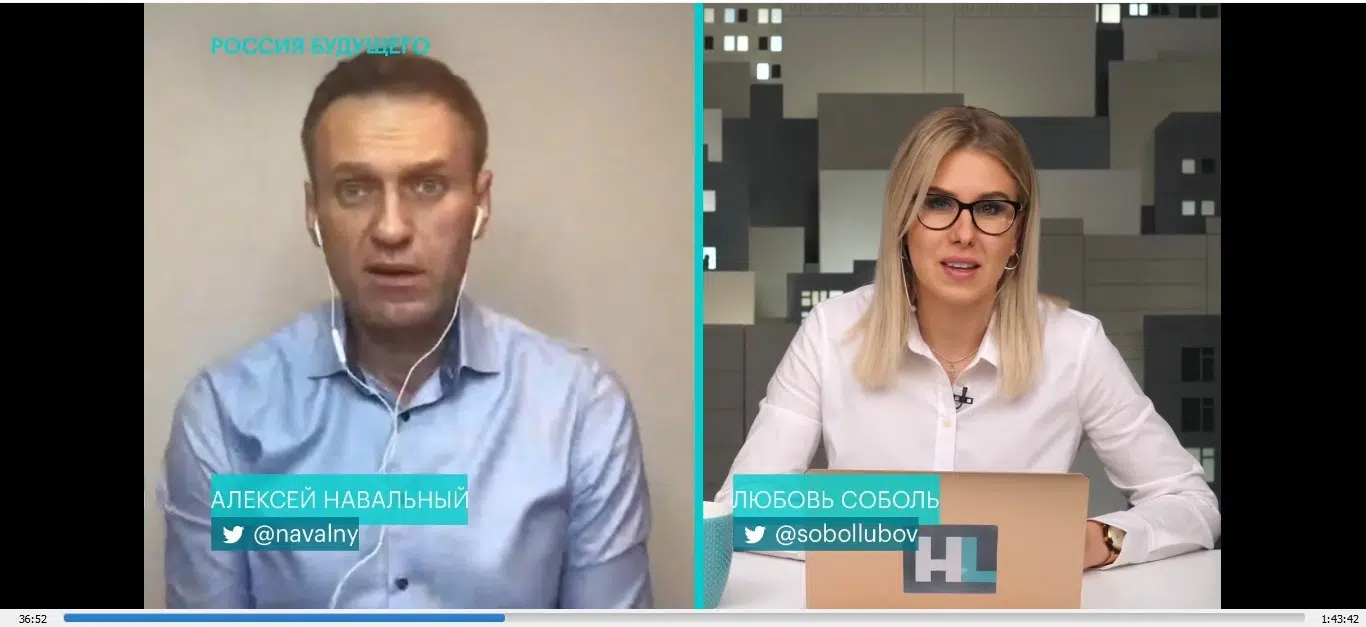 РОССИЯ БУДУЩЕГО
АЛЕКСЕЙ НАВАЛЬНЫЙ
@navalny
ЛЮБОВЬ СОБОЛЬ
@sobollubov
HL
36:52
1:43:42